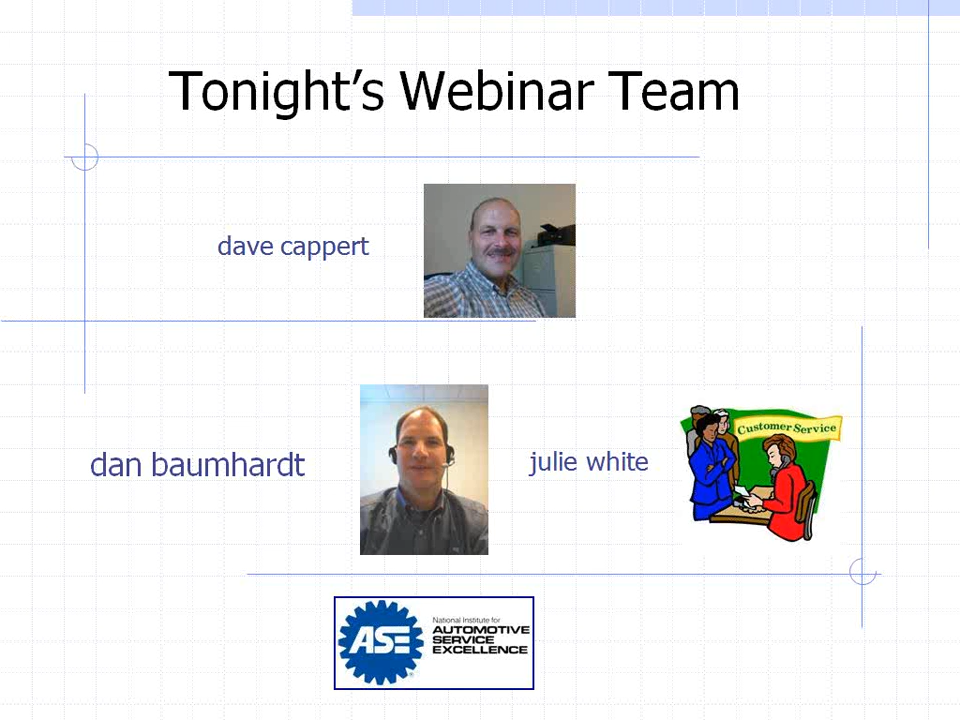 Tonight's Webinar Team
dave cappert
dan baumhardt
julie white
Customer Service
ASE
National Institute for
AUTOMOTIVE
SERVICE
EXCELLENCE